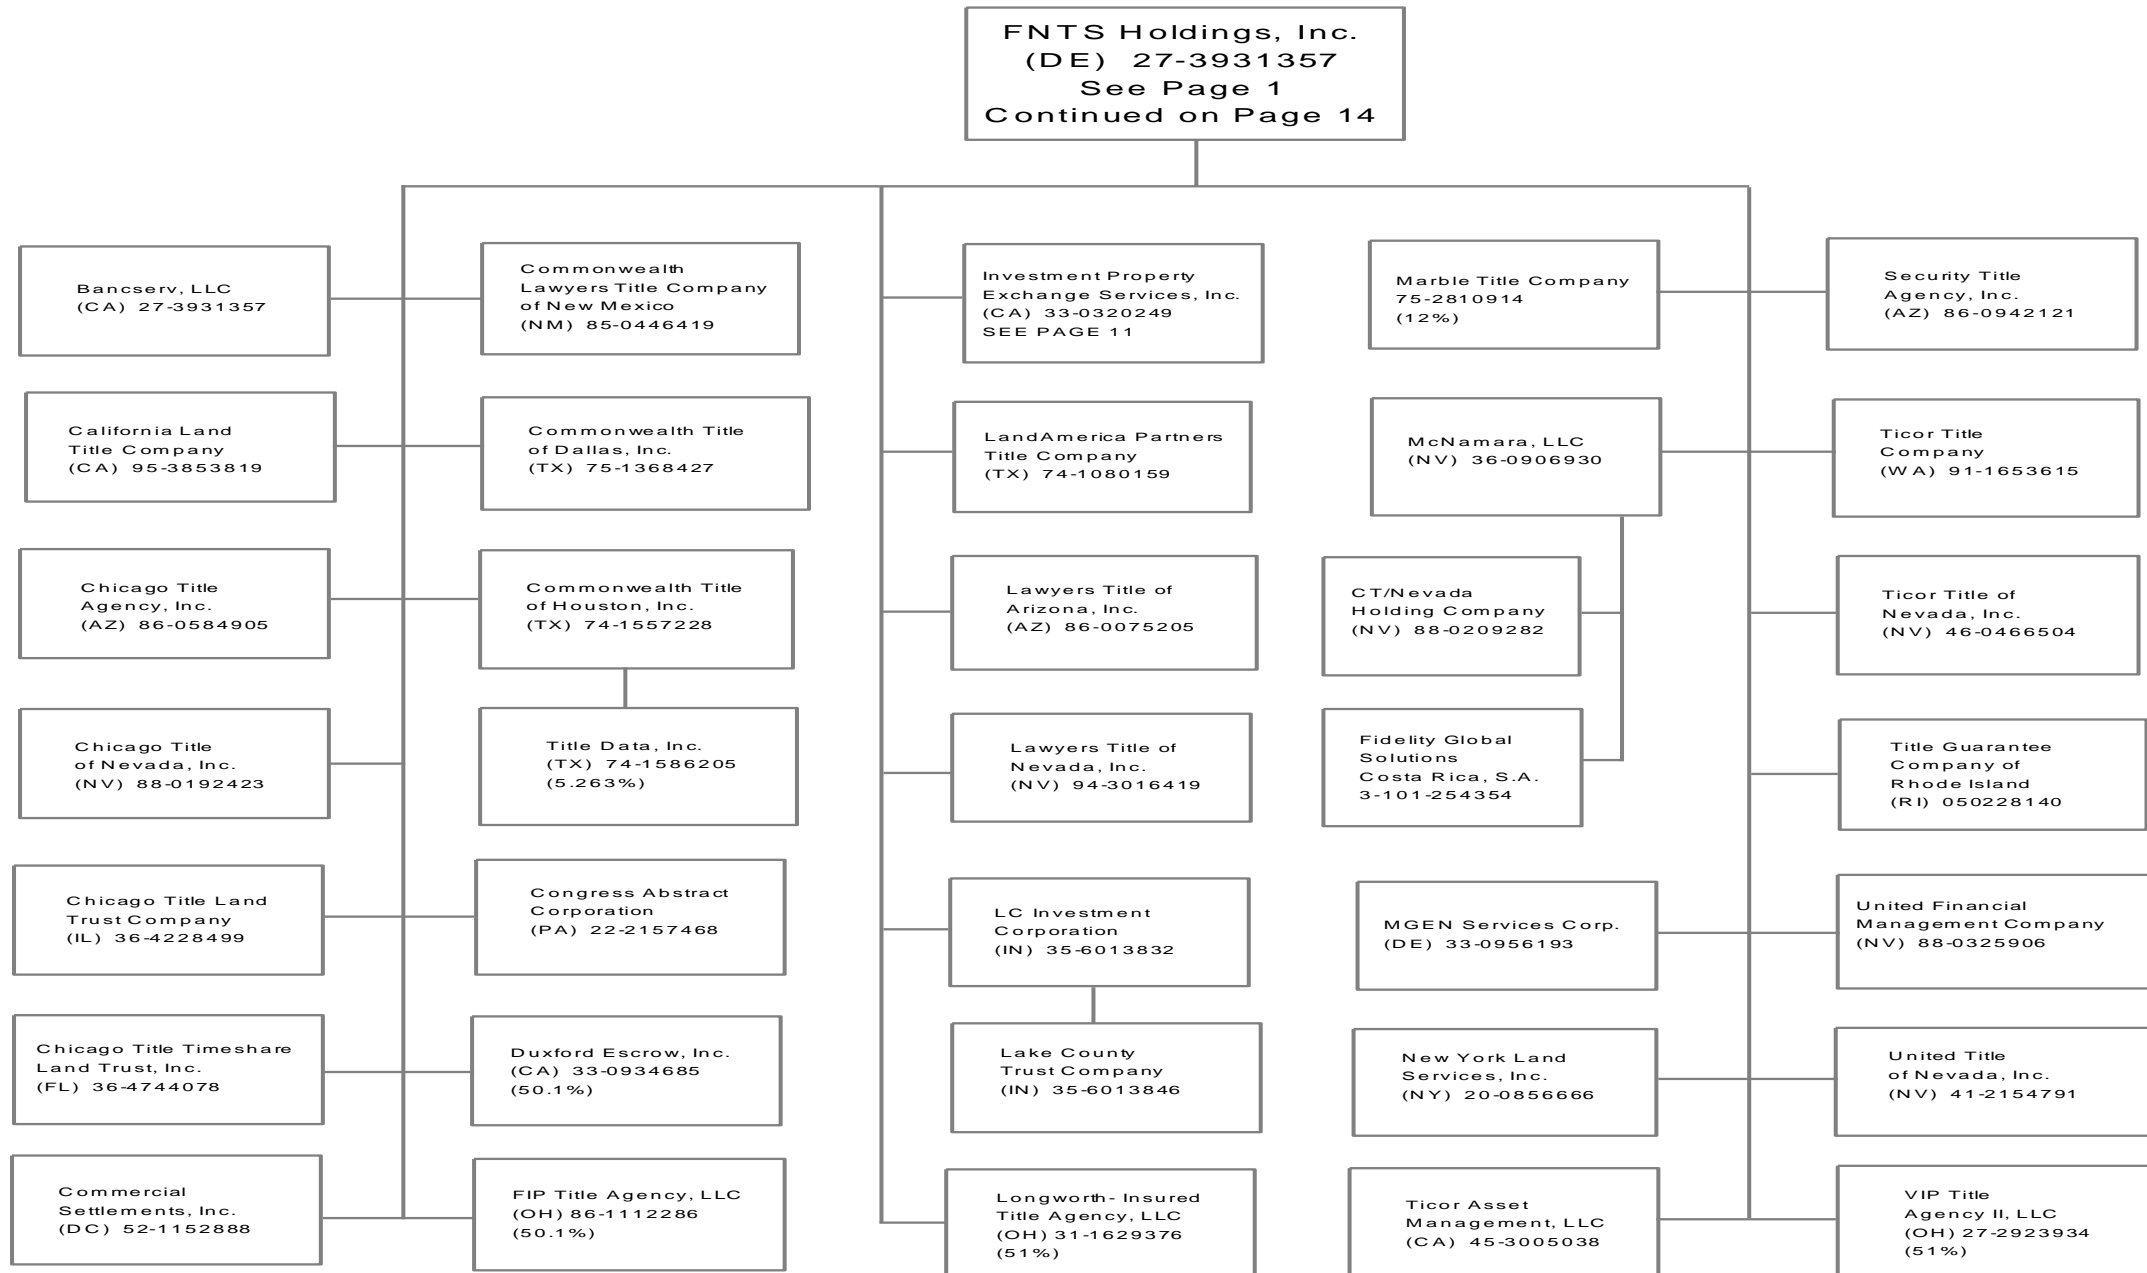 FNTS Holdings, Inc.
(DE) 27-3931357
See Page 1
Continued on Page 14
Bancserv, LLC
(CA) 27-3931357
California Land
Title Company
(CA) 95-3853819
Chicago Title
Agency, Inc.
(AZ) 86-0584905
Chicago Title
of Nevada, Inc.
(NV) 88-0192423
Chicago Title Land
Trust Company
(IL) 36-4228499
Chicago Title Timeshare
Land Trust, Inc.
(FL) 36-4744078
Commercial
Settlements, Inc.
(DC) 52-1152888
Commonwealth
Lawyers Title Company
of New Mexico
(NM) 85-0446419
Commonwealth Title
of Dallas, Inc.
(TX) 75-1368427
Commonwealth Title
of Houston, Inc.
(TX) 74-1557228
Title Data, Inc.
(TX) 74-1586205
(5.263%)
Congress Abstract
Corporation
(PA) 22-2157468
Duxford Escrow, Inc.
(CA) 33-0934685
(50.1%)
FIP Title Agency, LLC
(OH) 86-1112286
(50.1%)
Investment Property
Exchange Services, Inc.
(CA) 33-0320249
SEE PAGE 11
LandAmerica Partners
Title Company
(TX) 74-1080159
Lawyers Title of
Arizona, Inc.
(AZ) 86-0075205
Lawyers Title of
Nevada, Inc.
(NV) 94-3016419
LC Investment
Corporation
(IN) 35-6013832
Lake County
Trust Company
(IN) 35-6013846
Longworth- Insured
Title Agency, LLC
(OH) 31-1629376
(51%)
Marble Title Company
75-2810914
(12%)
McNamara, LLC
(NV) 36-0906930
CT/Nevada
Holding Company
(NV) 88-0209282
Fidelity Global
Solutions
Costa Rica, S.A.
3-101-254354
MGEN Services Corp.
(DE) 33-0956193
New York Land
Services, Inc.
(NY) 20-0856666
Ticor Asset
Management, LLC
(CA) 45-3005038
Security Title
Agency, Inc.
(AZ) 86-0942121
Ticor Title
Company
(WA) 91-1653615
Ticor Title of
Nevada, Inc.
(NV) 46-0466504
Title Guarantee
Company of
Rhode Island
(RI) 050228140
United Financial
Management Company
(NV) 88-0325906
United Title
of Nevada, Inc.
(NV) 41-2154791
VIP Title
Agency II, LLC
(OH) 27-2923934
(51%)